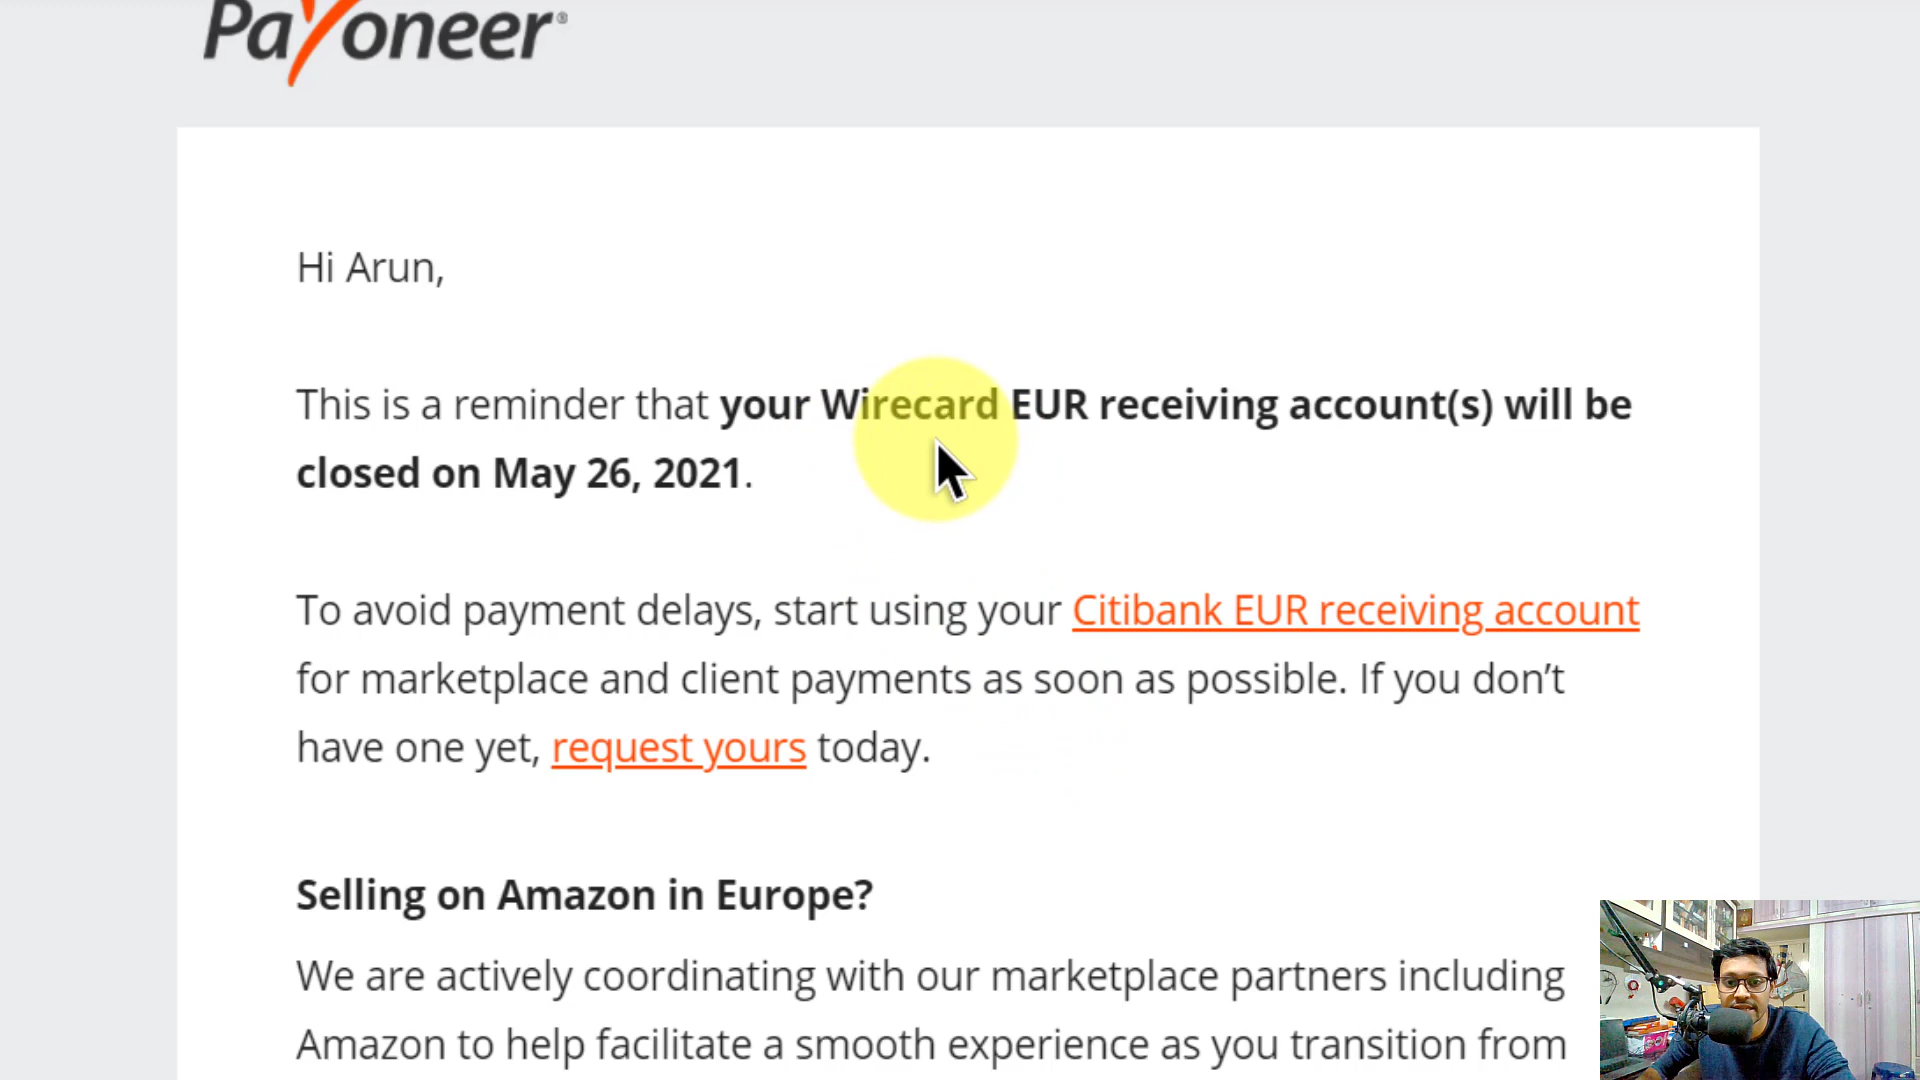 Payoneer®
Hi Arun,
This is a reminder that your Wirecard EUR receiving account(s) will be
closed on May 26, 2021.
To avoid payment delays, start using your Citibank EUR receiving account
for marketplace and client payments as soon as possible. If you don’t
have one yet, request yours today.
Selling on Amazon in Europe?
We are actively coordinating with our marketplace partners including
Amazon to help facilitate a smooth experience as you transition from